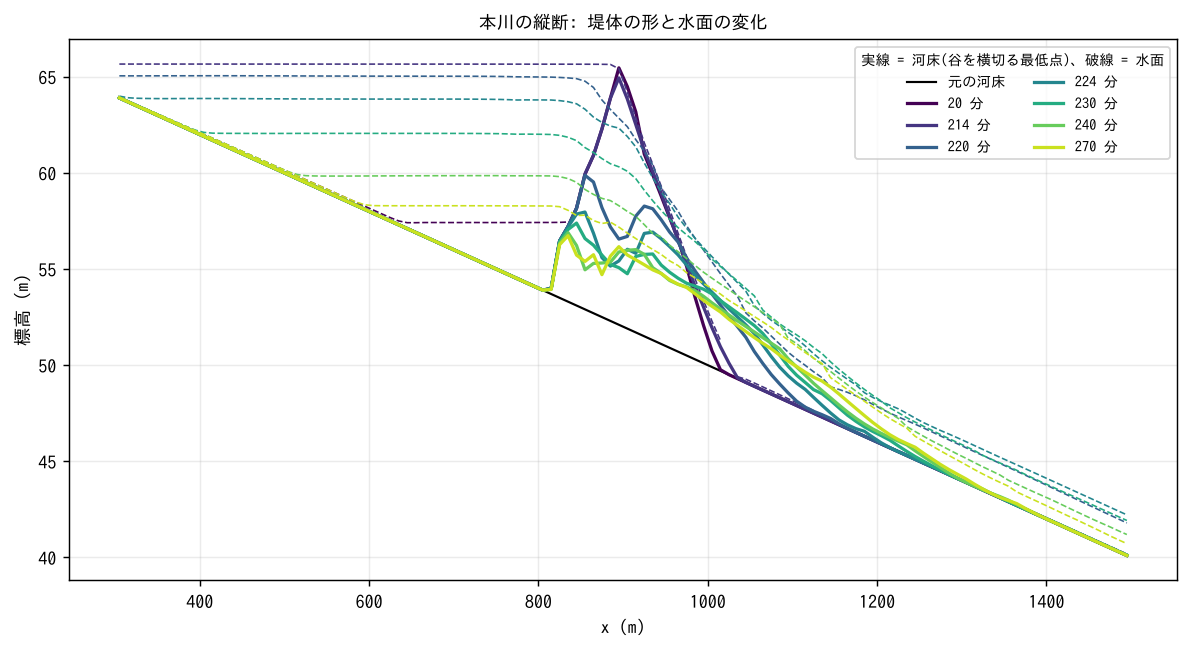 本川の縦断: 堤体の形と水面の変化
実線 = 河床(谷を横切る最低点)、破線 = 水面
元の河床
20 分
214 分
220 分
224 分
230 分
240 分
270 分
標高 (m)
65
60
55
50
45
40
400
600
800
1000
1200
1400
x (m)